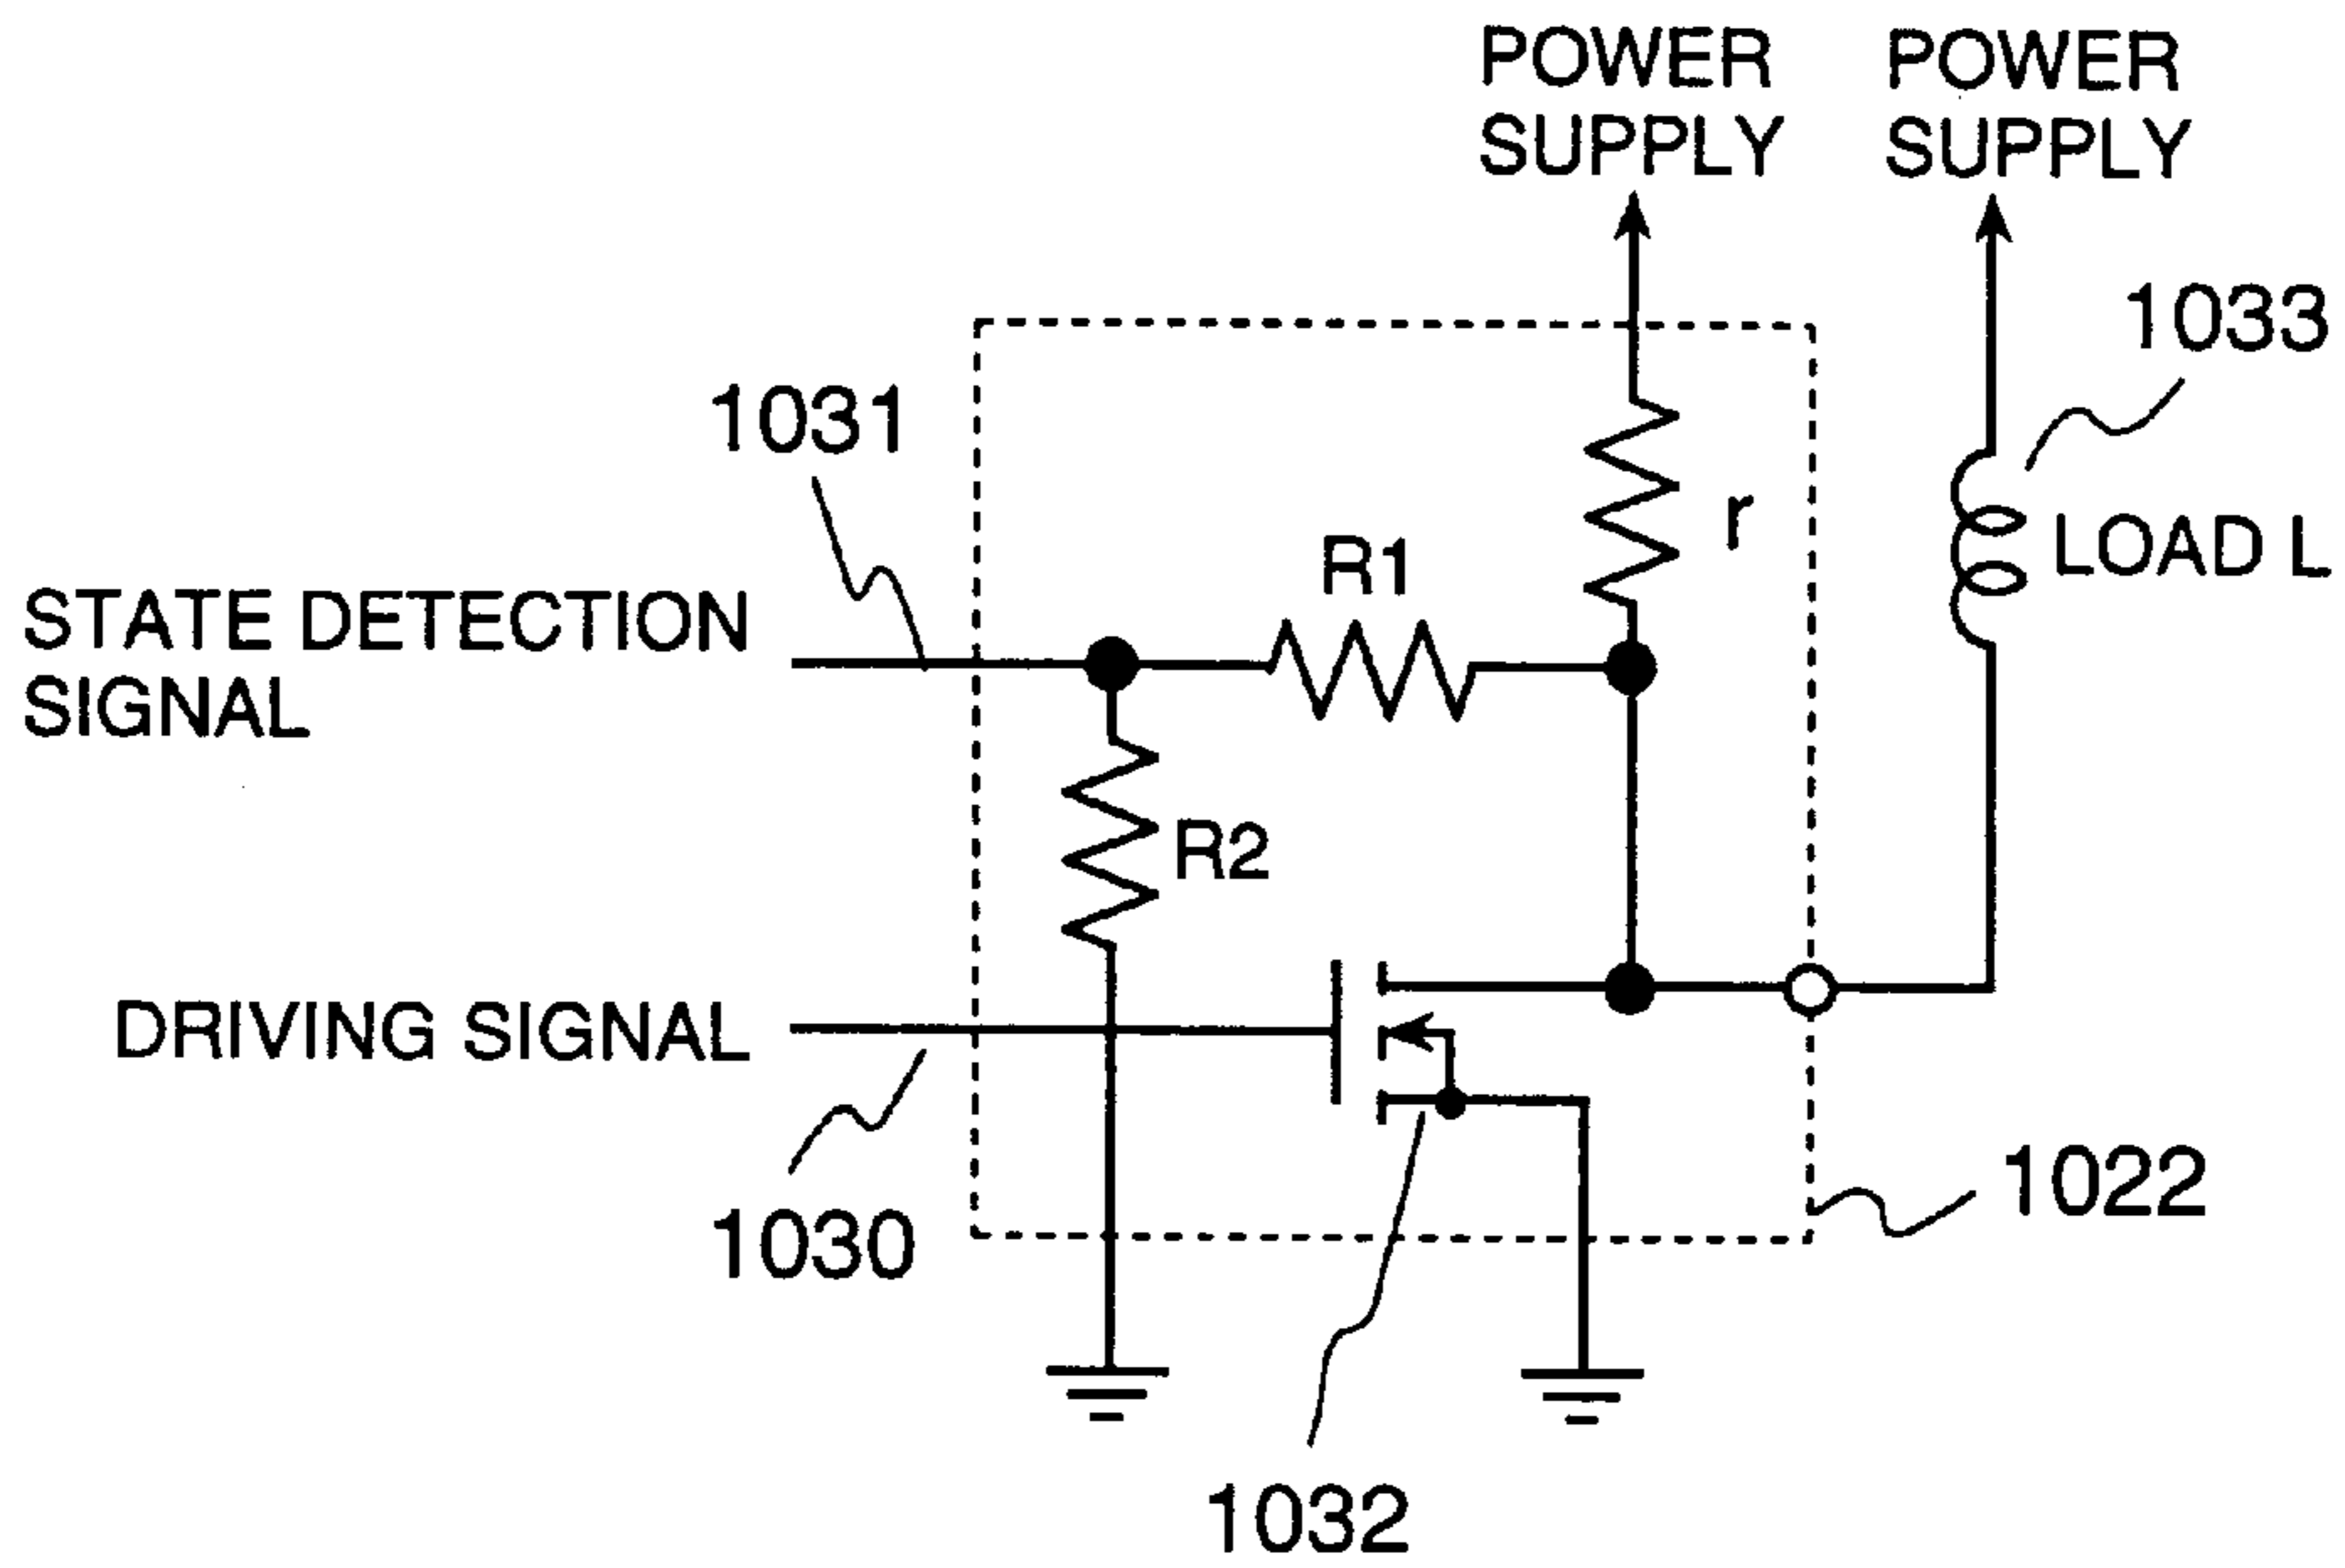 POWER
SUPPLY
POWER
SUPPLY
1033
1031
r
R1
LOAD L
STATE DETECTION
SIGNAL
R2
DRIVING SIGNAL
1022
1030
1032